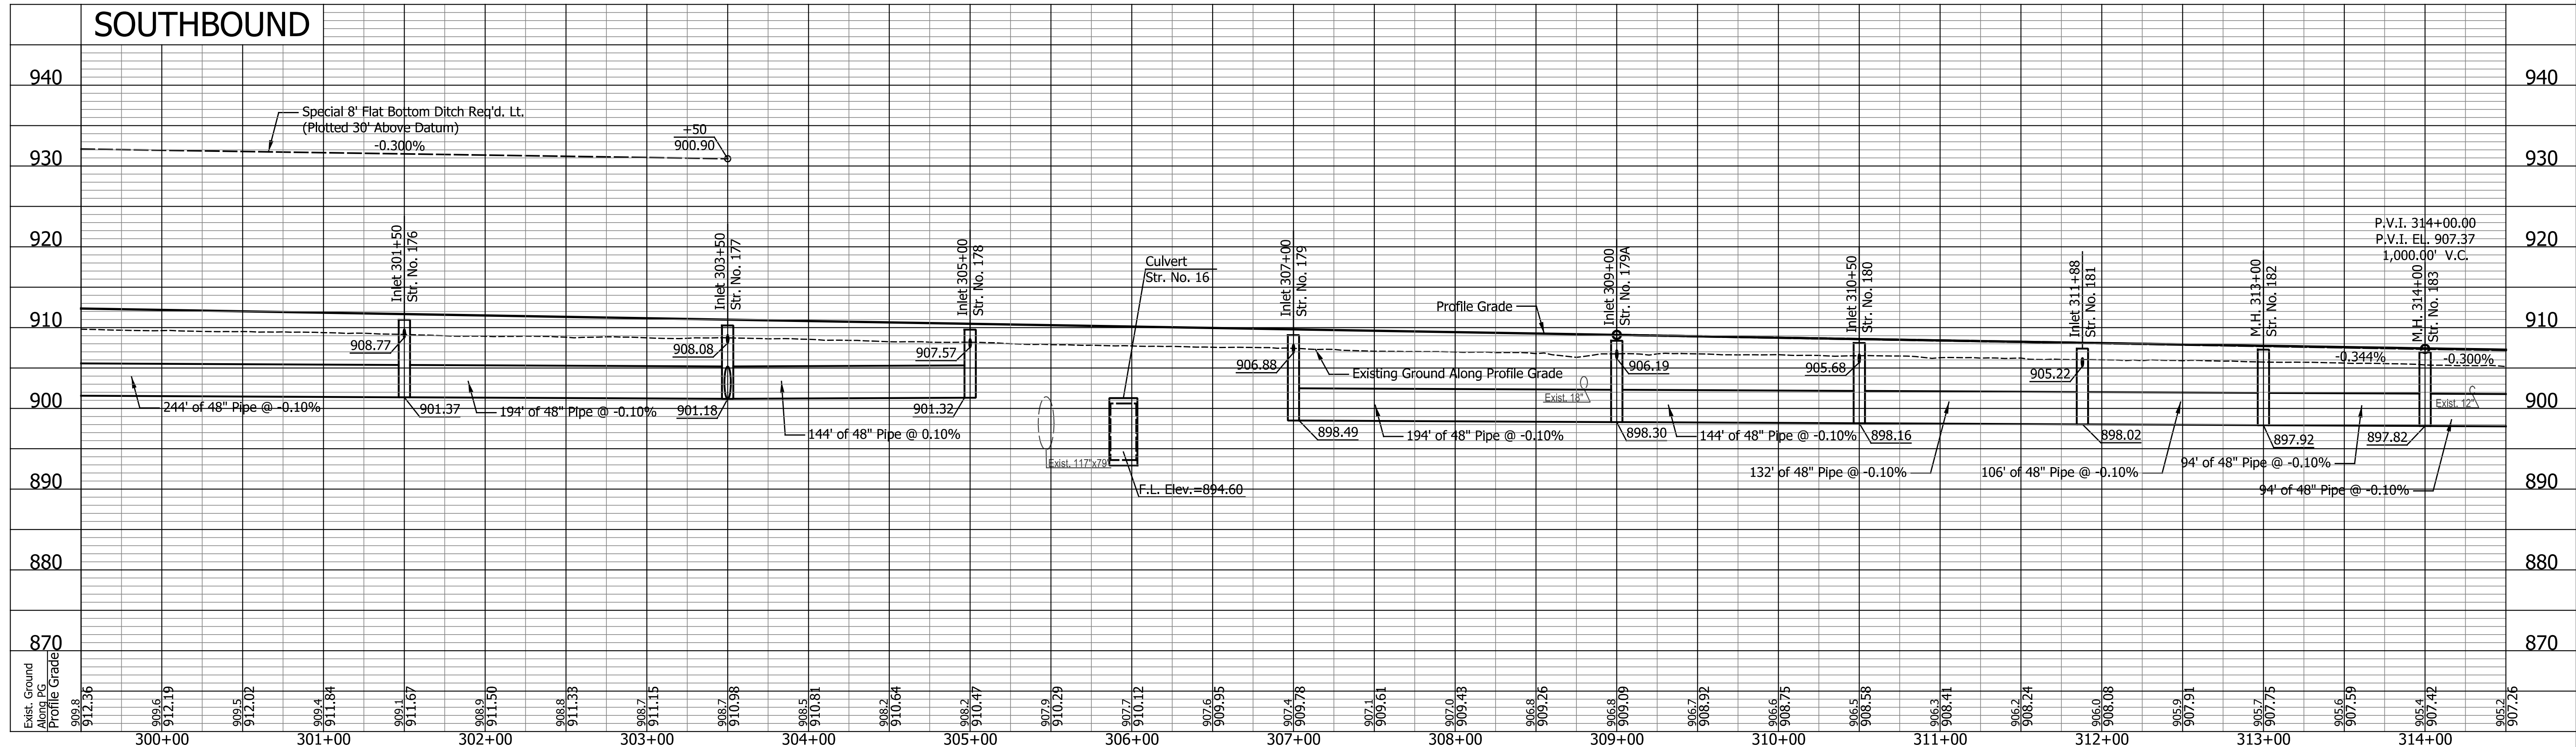 SOUTHBOUND
940
940
Special 8' Flat Bottom Ditch Req'd. Lt.
(Plotted 30' Above Datum)
-0.300%
+50
900.90
930
930
920
920
Inlet 301+50
Str. No. 176
Inlet 303+50
Str. No. 177
Inlet 305+00
Str. No. 178
Culvert
Str. No. 16
Inlet 307+00
Str. No. 179
Inlet 309+00
Str. No. 179A
Inlet 310+50
Str. No. 180
Inlet 311+88
Str. No. 181
M.H. 313+00
Str. No. 182
P.V.I. 314+00.00
P.V.I. EL. 907.37
1,000.00' V.C.
M.H. 314+00
Str. No. 183
Profile Grade
910
910
908.77
908.08
907.57
906.88
Existing Ground Along Profile Grade
906.19
905.68
905.22
-0.344%
-0.300%
900
900
244' of 48" Pipe @ -0.10%
901.37
194' of 48" Pipe @ -0.10%
901.18
144' of 48" Pipe @ 0.10%
901.32
Exist. 117"x79"
F.L. Elev.=894.60
898.49
194' of 48" Pipe @ -0.10%
Exist. 18"
898.30
144' of 48" Pipe @ -0.10%
898.16
132' of 48" Pipe @ -0.10%
898.02
106' of 48" Pipe @ -0.10%
897.92
94' of 48" Pipe @ -0.10%
897.82
94' of 48" Pipe @ -0.10%
Exist. 12"
890
890
880
880
870
870
Exist. Ground
Along PG
Profile Grade
909.8
912.36
909.6
912.19
909.5
912.02
909.4
911.84
909.1
911.67
908.9
911.50
908.8
911.33
908.7
911.15
908.7
910.98
908.5
910.81
908.2
910.64
908.2
910.47
907.9
910.29
907.7
910.12
907.6
909.95
907.4
909.78
907.1
909.61
907.0
909.43
906.8
909.26
906.8
909.09
906.7
908.92
906.6
908.75
906.5
908.58
906.3
908.41
906.2
908.24
906.0
908.08
905.9
907.91
905.7
907.75
905.6
907.59
905.4
907.42
905.2
907.26
300+00
301+00
302+00
303+00
304+00
305+00
306+00
307+00
308+00
309+00
310+00
311+00
312+00
313+00
314+00